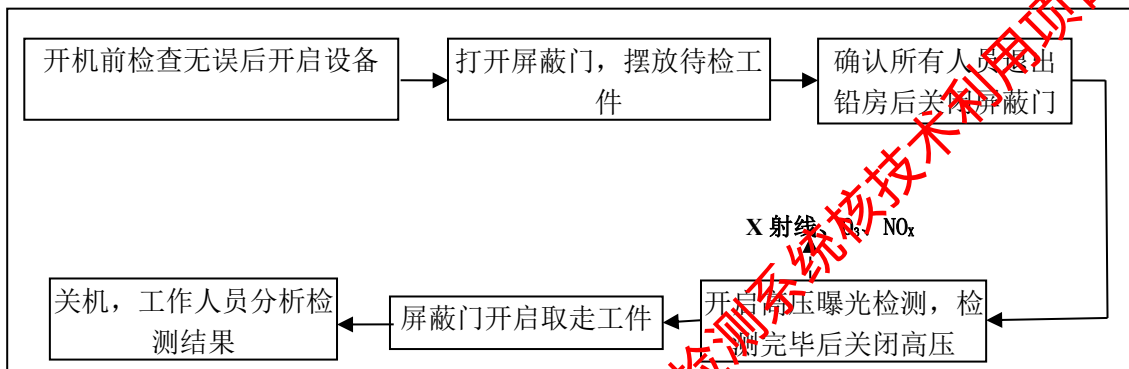 开机前检查无误后开启设备
打开屏蔽门，摆放待检工
件
确认所有人员退出
铅房后关闭屏蔽门
X 射线、O₃、NOₓ
开启高压曝光检测，检
测完毕后关闭高压
屏蔽门开启取走工件
关机，工作人员分析检
测结果
检测系统核技术利用项目